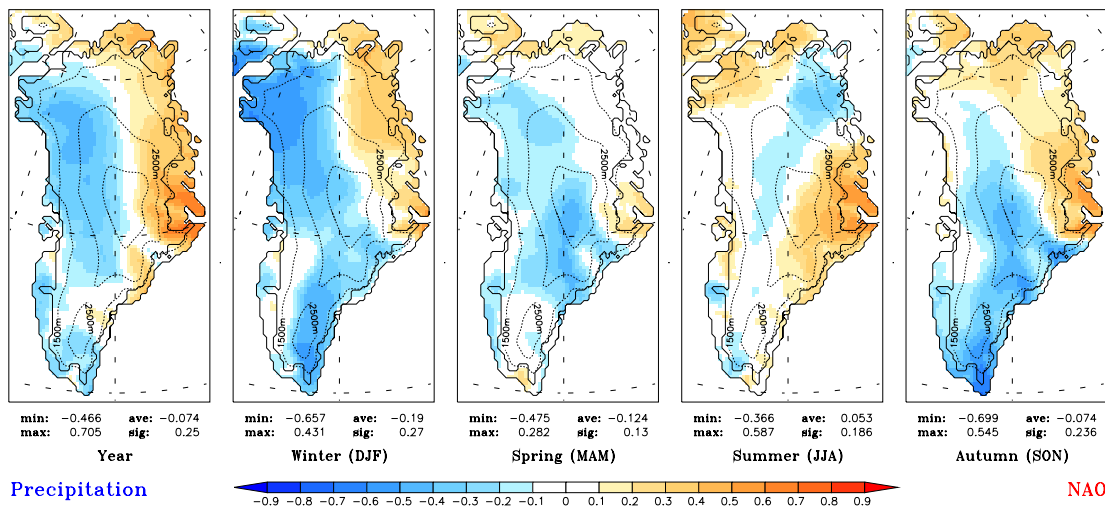 2500m
2500m
1500m
2500m
2500m
1500m
2500m
2500m
1500m
2500m
2500m
1500m
2500m
2500m
1500m
min: -0.466 ave: -0.074
max: 0.705 sig: 0.25
Year
min: -0.657 ave: -0.19
max: 0.431 sig: 0.27
Winter (DJF)
min: -0.475 ave: -0.124
max: 0.282 sig: 0.13
Spring (MAM)
min: -0.366 ave: 0.053
max: 0.587 sig: 0.186
Summer (JJA)
min: -0.699 ave: -0.074
max: 0.545 sig: 0.236
Autumn (SON)
Precipitation
-0.9 -0.8 -0.7 -0.6 -0.5 -0.4 -0.3 -0.2 -0.1 0 0.1 0.2 0.3 0.4 0.5 0.6 0.7 0.8 0.9
NAO